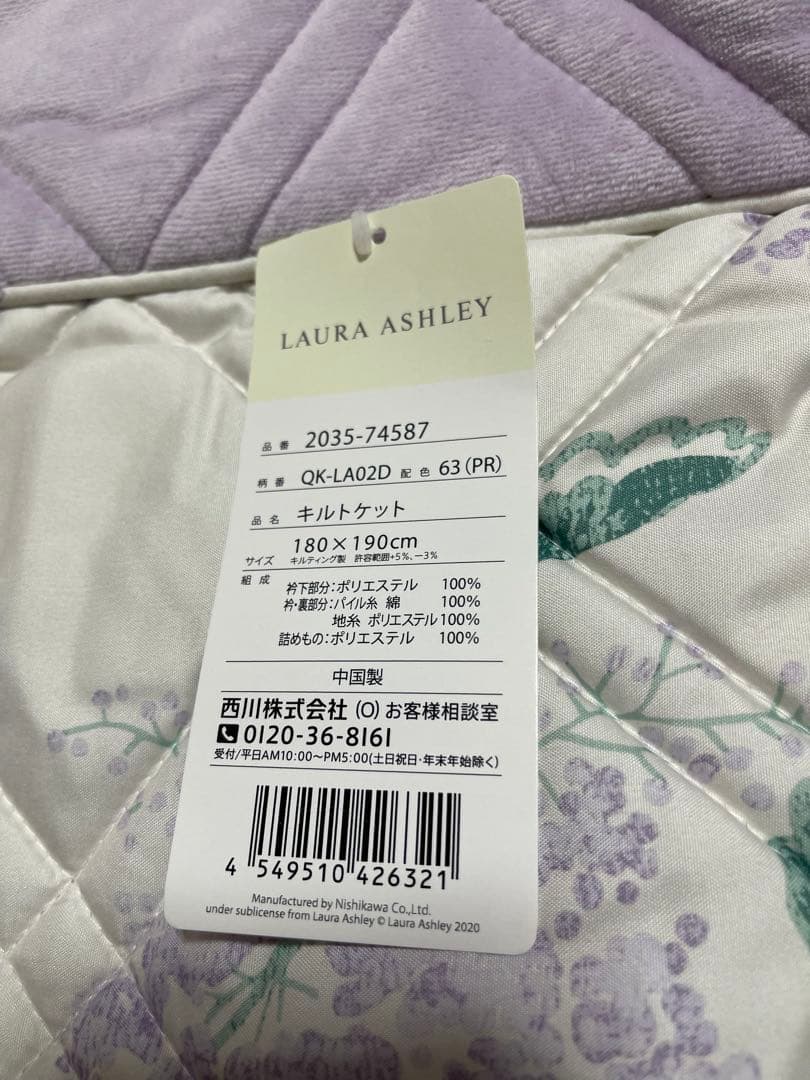 LAURA ASHLEY
品番 2035-74587
柄番 QK-LA02D 配色 63(PR)
品名 キルトケット
サイズ 180×190cm
キルティング製 許容範囲+5%、-3%
組成 衿下部分:ポリエステル 100%
衿・裏部分:パイル糸 綿 100%
地糸 ポリエステル100%
詰めもの:ポリエステル 100%
中国製
西川株式会社 (O) お客様相談室
0120-36-8161
受付/平日AM10:00〜PM5:00(土日祝日・年末年始除く)
4 549510 426321
Manufactured by Nishikawa Co.,Ltd.
under sublicense from Laura Ashley © Laura Ashley 2020